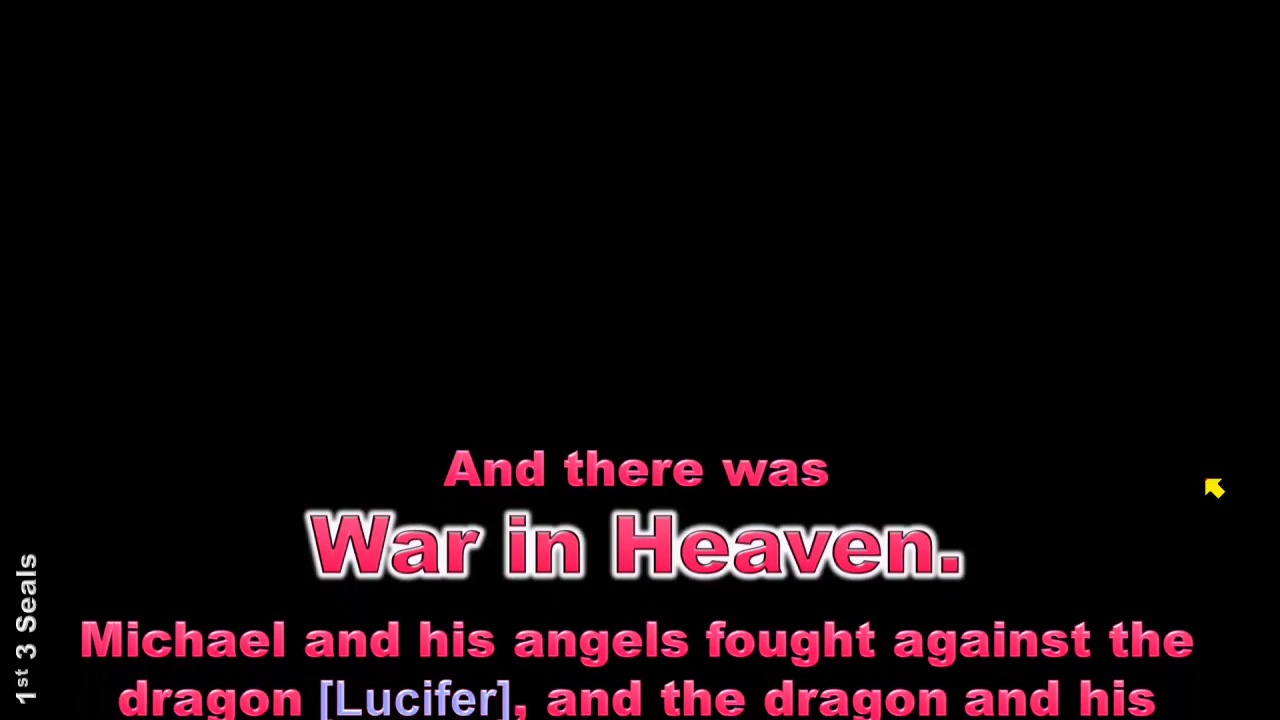 And there was
War in Heaven.
Michael and his angels fought against the
dragon [Lucifer], and the dragon and his
1st 3 Seals